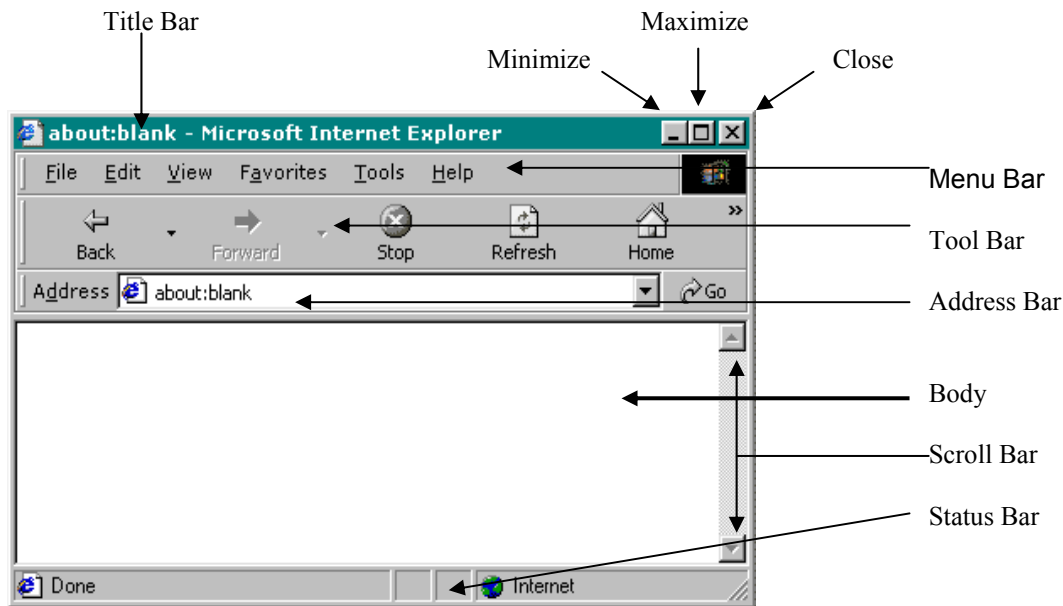 Title Bar
Maximize
Minimize
Close
about:blank - Microsoft Internet Explorer
File Edit View Favorites Tools Help
Menu Bar
Back Forward Stop Refresh Home »
Tool Bar
Address about:blank Go
Address Bar
Body
Scroll Bar
Status Bar
Done Internet